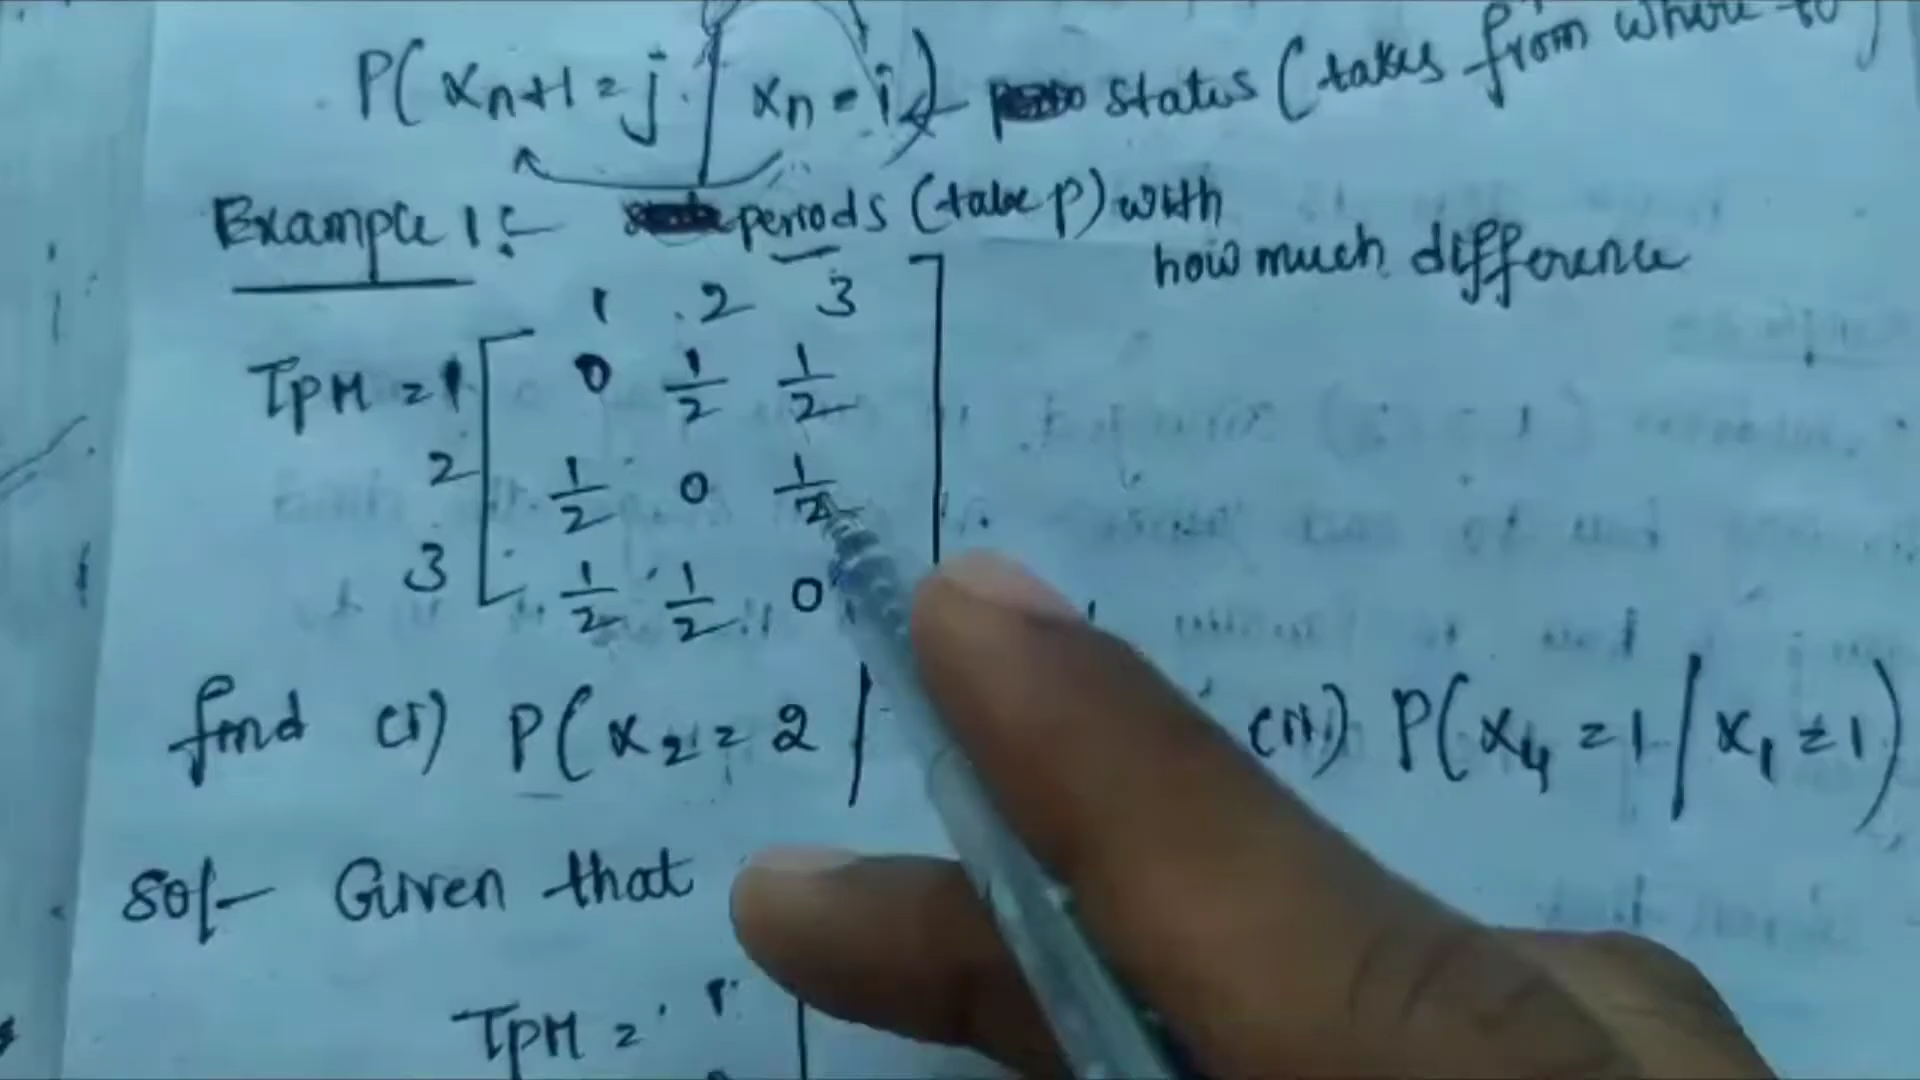 P(Xn+1 = j / Xn = i) status (takes from where to)
Example 1:- periods (take p) with
how much difference
1 2 3
TPM = 1 0 1/2 1/2
2 1/2 0 1/2
3 1/2 1/2 0
find (i) P(X2 = 2 / (ii) P(X4 = 1 / X1 = 1)
Sol- Given that
TPM =